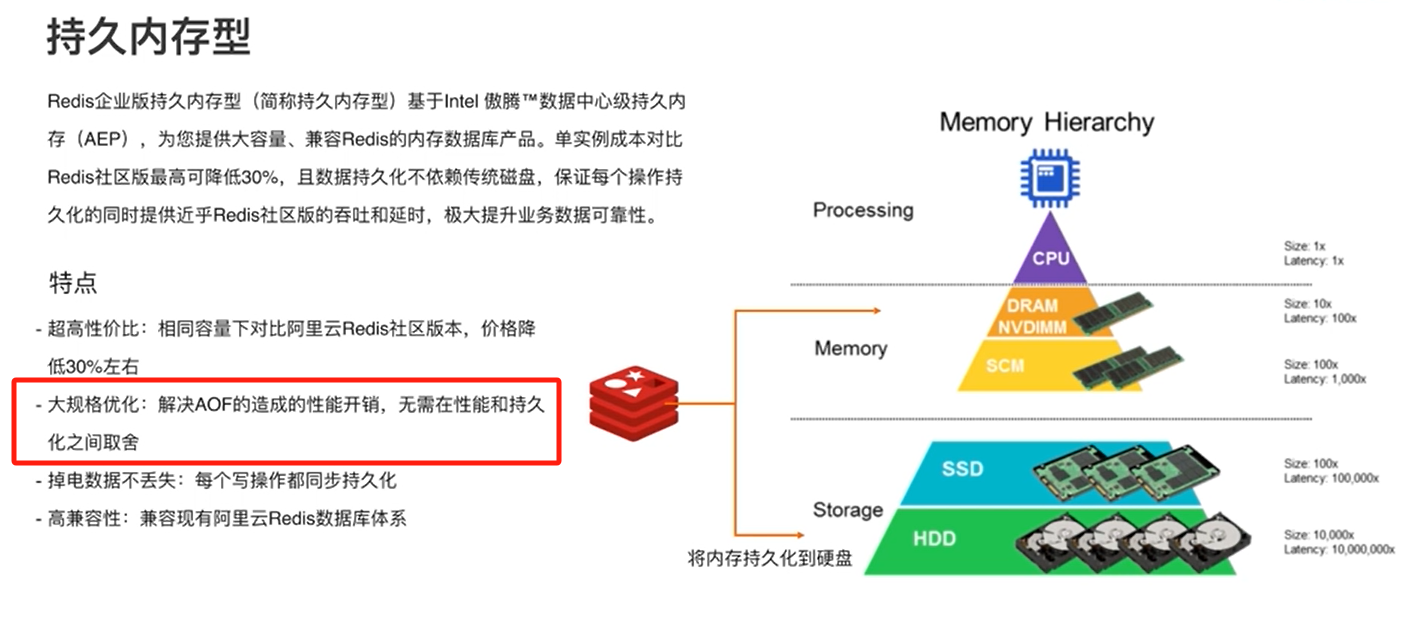 持久内存型
Redis企业版持久内存型（简称持久内存型）基于Intel 傲腾™数据中心级持久内
存（AEP），为您提供大容量、兼容Redis的内存数据库产品。单实例成本对比
Redis社区版最高可降低30%，且数据持久化不依赖传统磁盘，保证每个操作持
久化的同时提供近乎Redis社区版的吞吐和延时，极大提升业务数据可靠性。
特点
- 超高性价比：相同容量下对比阿里云Redis社区版本，价格降
低30%左右
- 大规格优化：解决AOF的造成的性能开销，无需在性能和持久
化之间取舍
- 掉电数据不丢失：每个写操作都同步持久化
- 高兼容性：兼容现有阿里云Redis数据库体系
Memory Hierarchy
Processing
CPU
Size: 1x
Latency: 1x
Memory
DRAM
NVDIMM
Size: 10x
Latency: 100x
SCM
Size: 100x
Latency: 1,000x
Storage
SSD
Size: 100x
Latency: 100,000x
HDD
Size: 10,000x
Latency: 10,000,000x
将内存持久化到硬盘